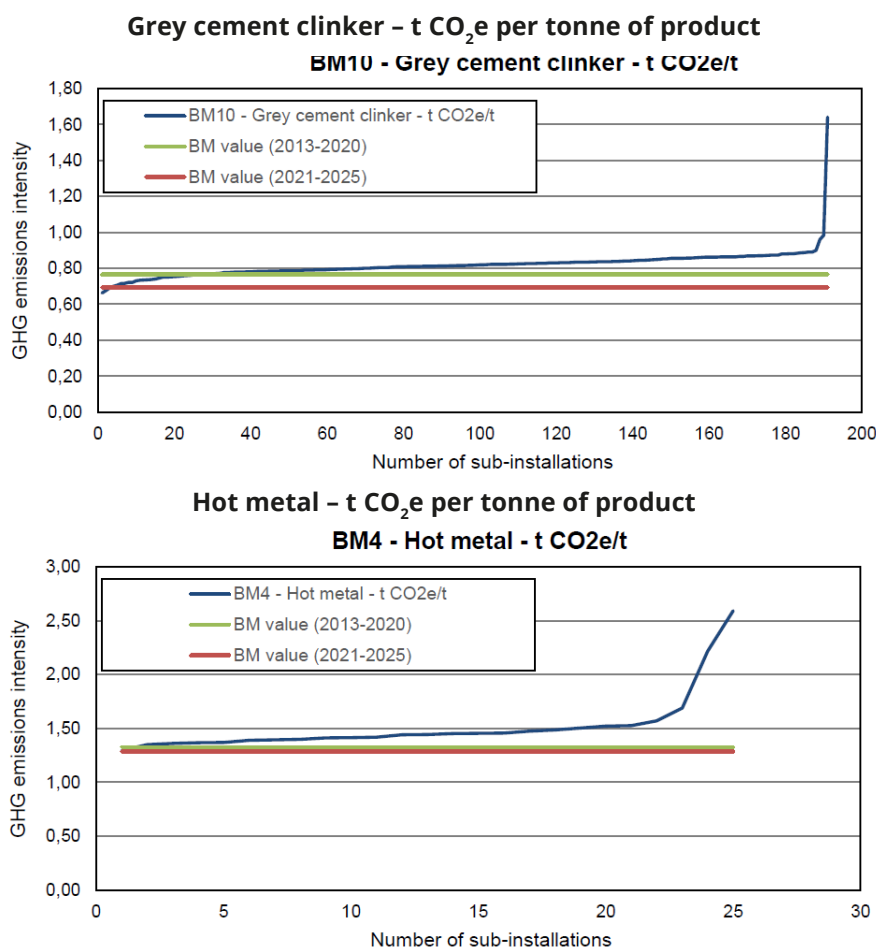 Grey cement clinker – t CO₂e per tonne of product
BM10 - Grey cement clinker - t CO2e/t
1,80
1,60
1,40
1,20
1,00
0,80
0,60
0,40
0,20
0,00
GHG emissions intensity
BM10 - Grey cement clinker - t CO2e/t
BM value (2013-2020)
BM value (2021-2025)
0 20 40 60 80 100 120 140 160 180 200
Number of sub-installations
Hot metal – t CO₂e per tonne of product
BM4 - Hot metal - t CO2e/t
3,00
2,50
2,00
1,50
1,00
0,50
0,00
GHG emissions intensity
BM4 - Hot metal - t CO2e/t
BM value (2013-2020)
BM value (2021-2025)
0 5 10 15 20 25 30
Number of sub-installations